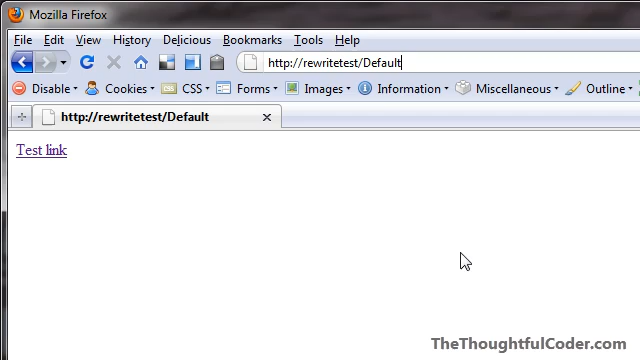 Mozilla Firefox
File Edit View History Delicious Bookmarks Tools Help
http://rewritetest/Default
Disable Cookies CSS Forms Images Information Miscellaneous Outline
http://rewritetest/Default
Test link
TheThoughtfulCoder.com